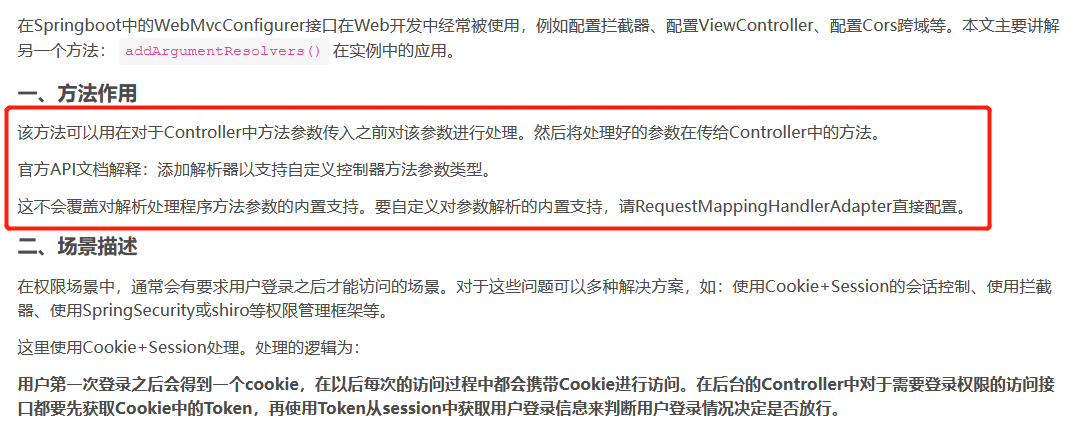 在Springboot中的WebMvcConfigurer接口在Web开发中经常被使用，例如配置拦截器、配置ViewController、配置Cors跨域等。本文主要讲解
另一个方法： addArgumentResolvers() 在实例中的应用。
一、方法作用
该方法可以用在对于Controller中方法参数传入之前对该参数进行处理。然后将处理好的参数在传给Controller中的方法。
官方API文档解释：添加解析器以支持自定义控制器方法参数类型。
这不会覆盖对解析处理程序方法参数的内置支持。要自定义对参数解析的内置支持，请RequestMappingHandlerAdapter直接配置。
二、场景描述
在权限场景中，通常会有要求用户登录之后才能访问的场景。对于这些问题可以多种解决方案，如：使用Cookie+Session的会话控制、使用拦截
器、使用SpringSecurity或shiro等权限管理框架等。
这里使用Cookie+Session处理。处理的逻辑为：
用户第一次登录之后会得到一个cookie，在以后每次的访问过程中都会携带Cookie进行访问。在后台的Controller中对于需要登录权限的访问接
口都要先获取Cookie中的Token，再使用Token从session中获取用户登录信息来判断用户登录情况决定是否放行。